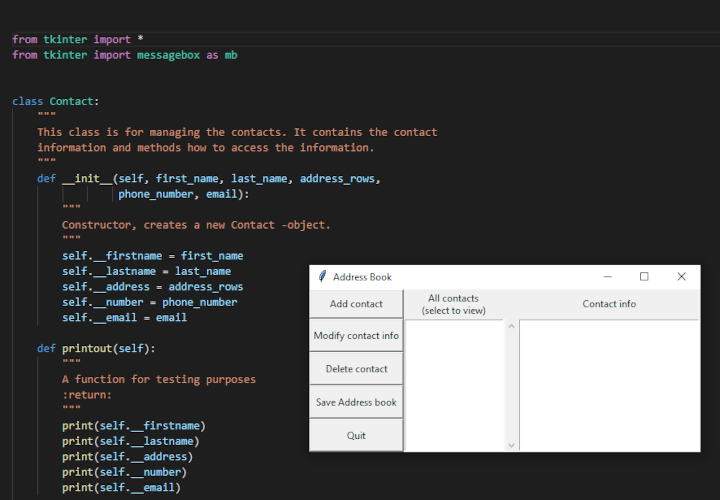 from tkinter import *
from tkinter import messagebox as mb
class Contact:
"""
This class is for managing the contacts. It contains the contact
information and methods how to access the information.
"""
def __init__(self, first_name, last_name, address_rows,
phone_number, email):
"""
Constructor, creates a new Contact -object.
"""
self.__firstname = first_name
self.__lastname = last_name
self.__address = address_rows
self.__number = phone_number
self.__email = email
def printout(self):
"""
A function for testing purposes
:return:
"""
print(self.__firstname)
print(self.__lastname)
print(self.__address)
print(self.__number)
print(self.__email)
Address Book
Add contact
Modify contact info
Delete contact
Save Address book
Quit
All contacts
(select to view)
Contact info